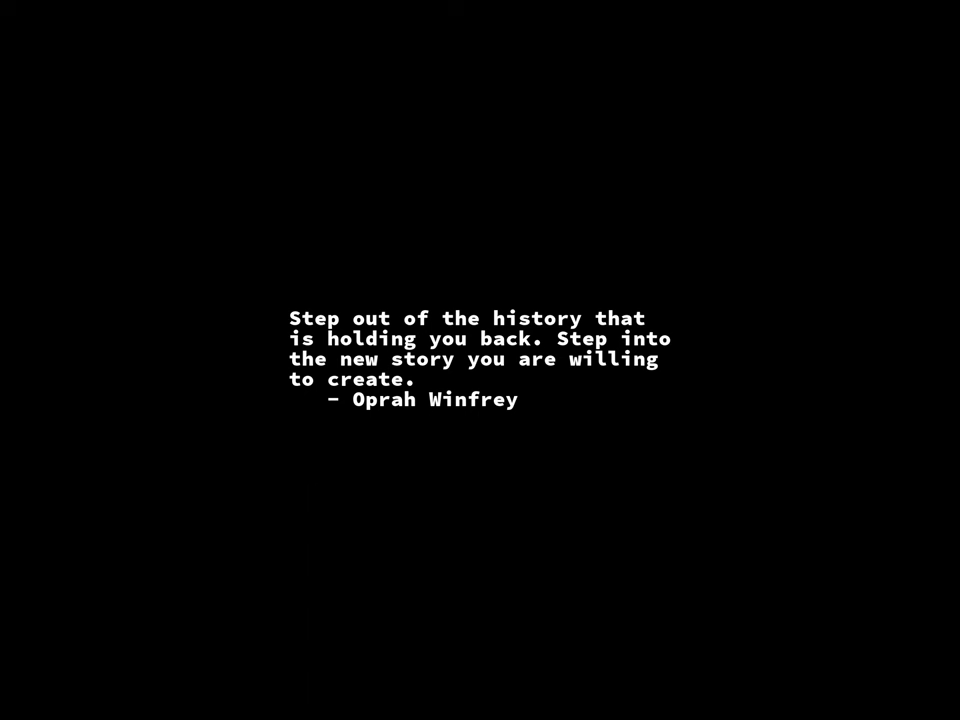 Step out of the history that
is holding you back. Step into
the new story you are willing
to create.
- Oprah Winfrey